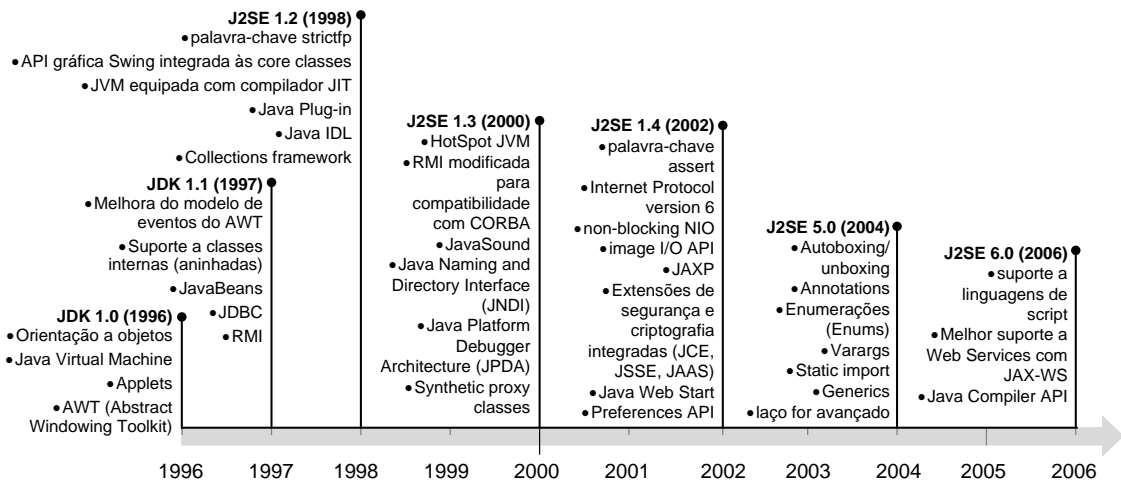 J2SE 1.2 (1998)
•palavra-chave strictfp
•API gráfica Swing integrada às core classes
•JVM equipada com compilador JIT
•Java Plug-in
•Java IDL
•Collections framework
JDK 1.1 (1997)
•Melhora do modelo de
eventos do AWT
•Suporte a classes
internas (aninhadas)
•JavaBeans
•JDBC
•RMI
JDK 1.0 (1996)
•Orientação a objetos
•Java Virtual Machine
•Applets
•AWT (Abstract
Windowing Toolkit)
J2SE 1.3 (2000)
•HotSpot JVM
•RMI modificada
para
compatibilidade
com CORBA
•JavaSound
•Java Naming and
Directory Interface
(JNDI)
•Java Platform
Debugger
Architecture (JPDA)
•Synthetic proxy
classes
J2SE 1.4 (2002)
•palavra-chave
assert
•Internet Protocol
version 6
•non-blocking NIO
•image I/O API
•JAXP
•Extensões de
segurança e
criptografia
integradas (JCE,
JSSE, JAAS)
•Java Web Start
•Preferences API
J2SE 5.0 (2004)
•Autoboxing/
unboxing
•Annotations
•Enumerações
(Enums)
•Varargs
•Static import
•Generics
•laço for avançado
J2SE 6.0 (2006)
•suporte a
linguagens de
script
•Melhor suporte a
Web Services com
JAX-WS
•Java Compiler API
1996 1997 1998 1999 2000 2001 2002 2003 2004 2005 2006